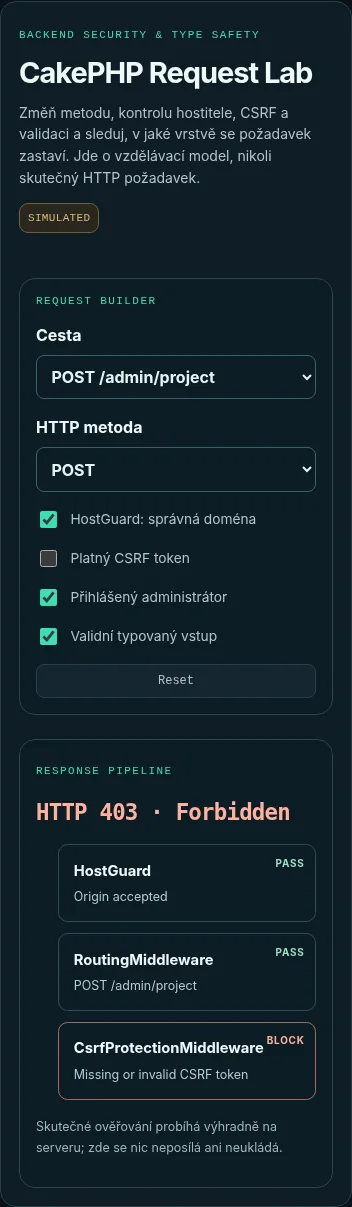 BACKEND SECURITY & TYPE SAFETY
CakePHP Request Lab
Změň metodu, kontrolu hostitele, CSRF a
validaci a sleduj, v jaké vrstvě se požadavek
zastaví. Jde o vzdělávací model, nikoli
skutečný HTTP požadavek.
SIMULATED
REQUEST BUILDER
Cesta
POST /admin/project
HTTP metoda
POST
HostGuard: správná doména
Platný CSRF token
Přihlášený administrátor
Validní typovaný vstup
Reset
RESPONSE PIPELINE
HTTP 403 · Forbidden
HostGuard
PASS
Origin accepted
RoutingMiddleware
PASS
POST /admin/project
CsrfProtectionMiddleware
BLOCK
Missing or invalid CSRF token
Skutečné ověřování probíhá výhradně na
serveru; zde se nic neposílá ani neukládá.